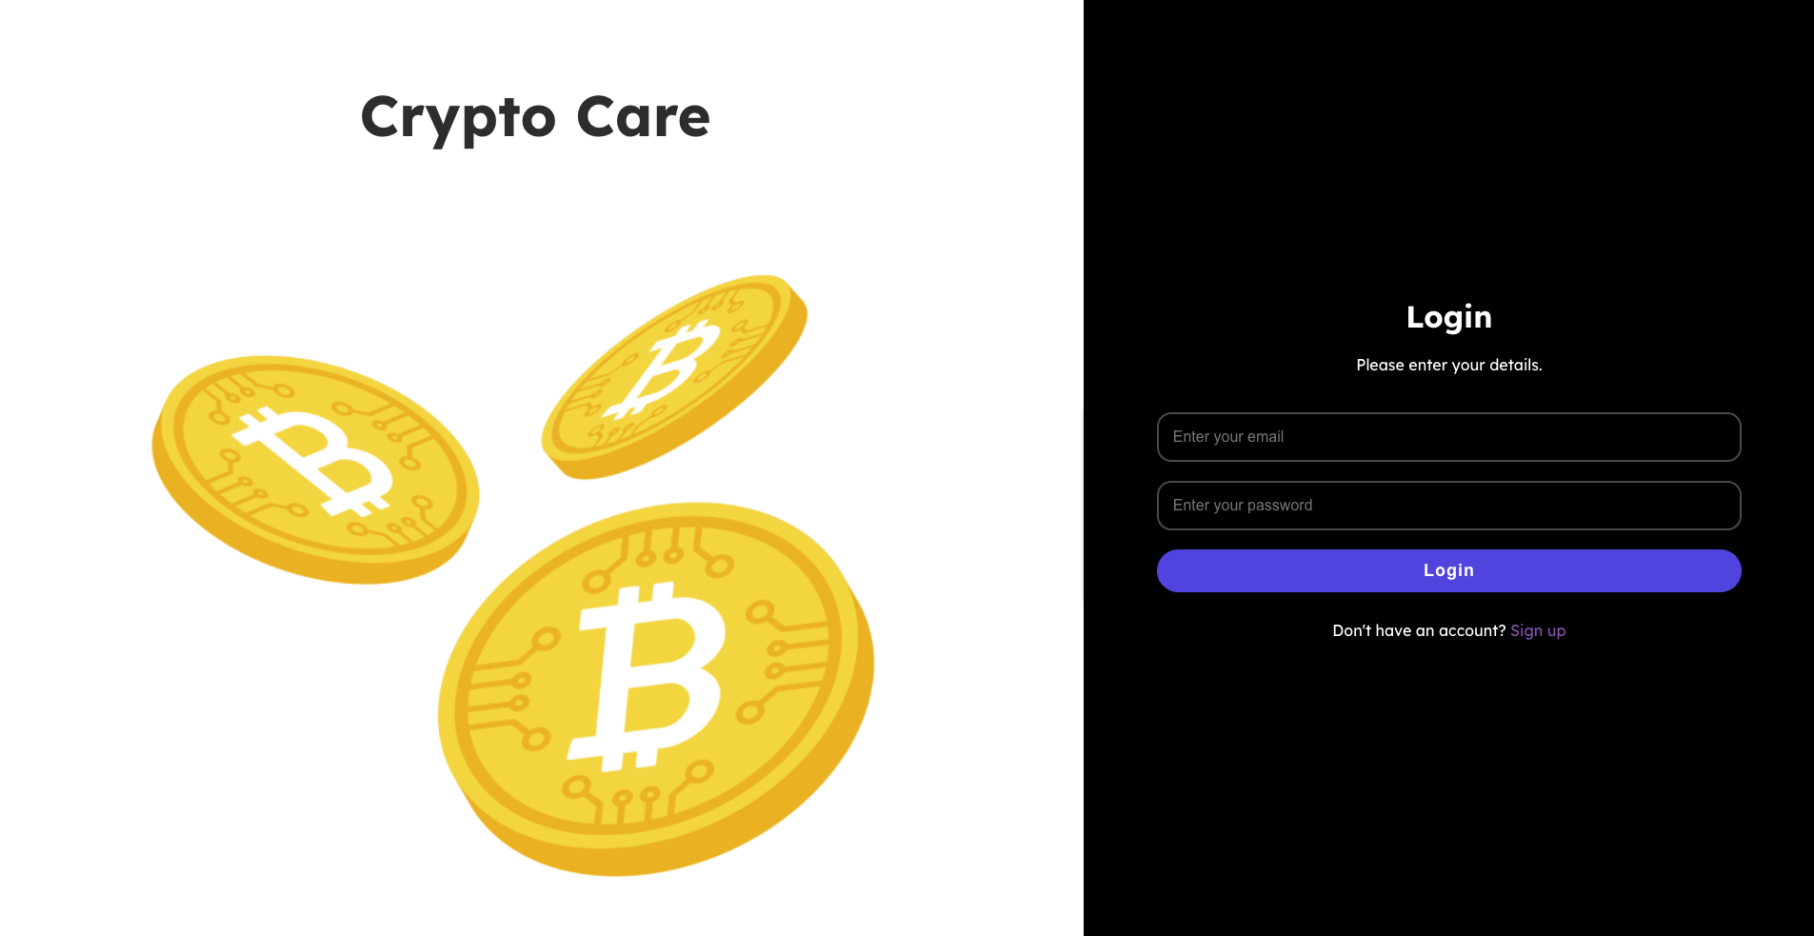 Crypto Care
Login
Please enter your details.
Enter your email
Enter your password
Login
Don't have an account? Sign up